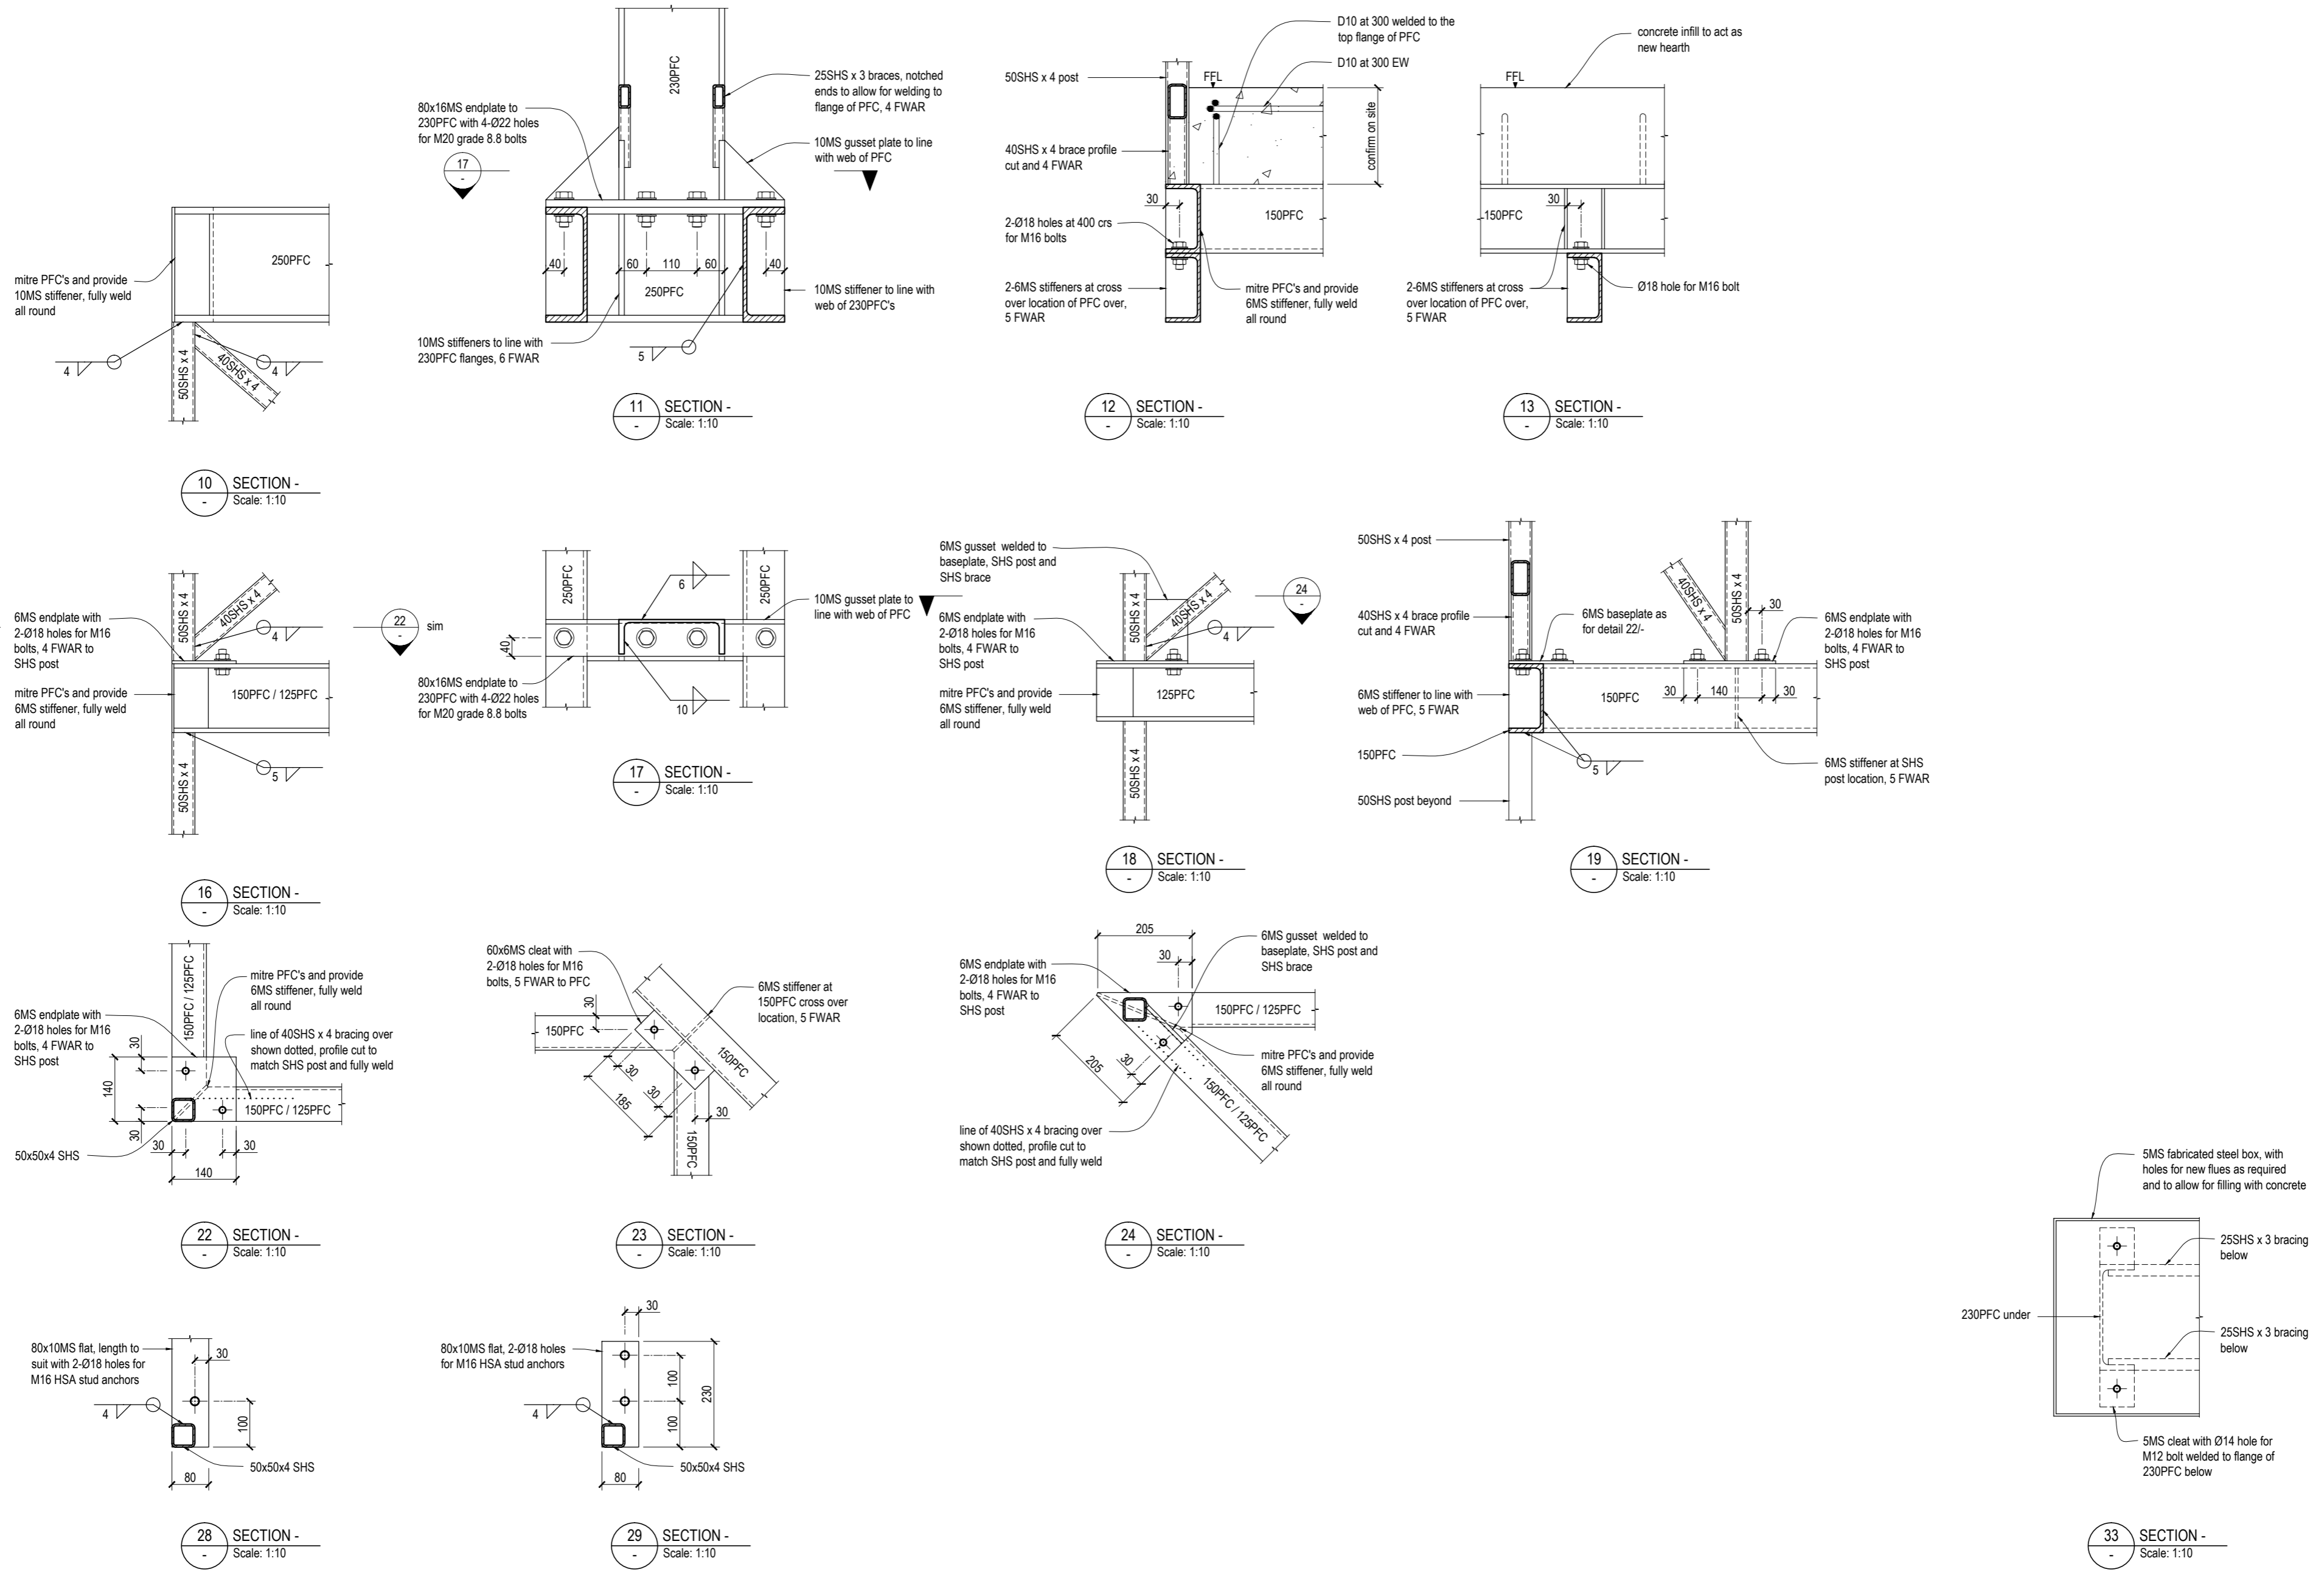 mitre PFC's and provide
10MS stiffener, fully weld
all round
250PFC
4
4
50SHS x 4
40SHS x 4
10
-
SECTION -
Scale: 1:10
230PFC
80x16MS endplate to
230PFC with 4-Ø22 holes
for M20 grade 8.8 bolts
17
-
25SHS x 3 braces, notched
ends to allow for welding to
flange of PFC, 4 FWAR
10MS gusset plate to line
with web of PFC
40
60
110
60
40
250PFC
10MS stiffener to line with
web of 230PFC's
10MS stiffeners to line with
230PFC flanges, 6 FWAR
5
11
-
SECTION -
Scale: 1:10
D10 at 300 welded to the
top flange of PFC
D10 at 300 EW
50SHS x 4 post
FFL
40SHS x 4 brace profile
cut and 4 FWAR
confirm on site
30
150PFC
2-Ø18 holes at 400 crs
for M16 bolts
2-6MS stiffeners at cross
over location of PFC over,
5 FWAR
mitre PFC's and provide
6MS stiffener, fully weld
all round
12
-
SECTION -
Scale: 1:10
concrete infill to act as
new hearth
FFL
30
150PFC
2-6MS stiffeners at cross
over location of PFC over,
5 FWAR
Ø18 hole for M16 bolt
13
-
SECTION -
Scale: 1:10
50SHS x 4
40SHS x 4
6MS endplate with
2-Ø18 holes for M16
bolts, 4 FWAR to
SHS post
4
mitre PFC's and provide
6MS stiffener, fully weld
all round
150PFC / 125PFC
50SHS x 4
5
22
-
sim
16
-
SECTION -
Scale: 1:10
250PFC
250PFC
6
10MS gusset plate to
line with web of PFC
40
80x16MS endplate to
230PFC with 4-Ø22 holes
for M20 grade 8.8 bolts
10
17
-
SECTION -
Scale: 1:10
6MS gusset welded to
baseplate, SHS post and
SHS brace
24
-
50SHS x 4
40SHS x 4
6MS endplate with
2-Ø18 holes for M16
bolts, 4 FWAR to
SHS post
4
mitre PFC's and provide
6MS stiffener, fully weld
all round
125PFC
50SHS x 4
18
-
SECTION -
Scale: 1:10
50SHS x 4 post
40SHS x 4
50SHS x 4
30
40SHS x 4 brace profile
cut and 4 FWAR
6MS baseplate as
for detail 22/-
6MS endplate with
2-Ø18 holes for M16
bolts, 4 FWAR to
SHS post
6MS stiffener to line with
web of PFC, 5 FWAR
150PFC
30
140
30
150PFC
5
6MS stiffener at SHS
post location, 5 FWAR
50SHS post beyond
19
-
SECTION -
Scale: 1:10
150PFC / 125PFC
mitre PFC's and provide
6MS stiffener, fully weld
all round
6MS endplate with
2-Ø18 holes for M16
bolts, 4 FWAR to
SHS post
line of 40SHS x 4 bracing over
shown dotted, profile cut to
match SHS post and fully weld
30
140
30
150PFC / 125PFC
30
30
140
50x50x4 SHS
22
-
SECTION -
Scale: 1:10
60x6MS cleat with
2-Ø18 holes for M16
bolts, 5 FWAR to PFC
6MS stiffener at
150PFC cross over
location, 5 FWAR
30
150PFC
150PFC
30
30
185
30
150PFC
23
-
SECTION -
Scale: 1:10
205
30
6MS gusset welded to
baseplate, SHS post and
SHS brace
6MS endplate with
2-Ø18 holes for M16
bolts, 4 FWAR to
SHS post
150PFC / 125PFC
30
205
mitre PFC's and provide
6MS stiffener, fully weld
all round
150PFC / 125PFC
line of 40SHS x 4 bracing over
shown dotted, profile cut to
match SHS post and fully weld
24
-
SECTION -
Scale: 1:10
80x10MS flat, length to
suit with 2-Ø18 holes for
M16 HSA stud anchors
30
4
100
50x50x4 SHS
80
28
-
SECTION -
Scale: 1:10
80x10MS flat, 2-Ø18 holes
for M16 HSA stud anchors
30
100
100
230
4
50x50x4 SHS
80
29
-
SECTION -
Scale: 1:10
5MS fabricated steel box, with
holes for new flues as required
and to allow for filling with concrete
25SHS x 3 bracing
below
230PFC under
25SHS x 3 bracing
below
5MS cleat with Ø14 hole for
M12 bolt welded to flange of
230PFC below
33
-
SECTION -
Scale: 1:10